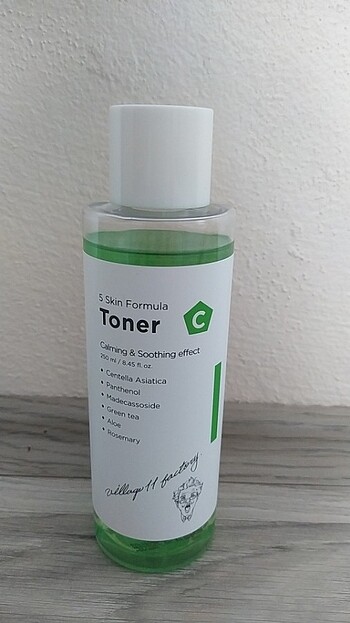 5 Skin Formula
Toner
C
Calming & Soothing effect
250 ml / 8.45 fl. oz.
• Centella Asiatica
• Panthenol
• Madecassoside
• Green tea
• Aloe
• Rosemary
village 11 factory